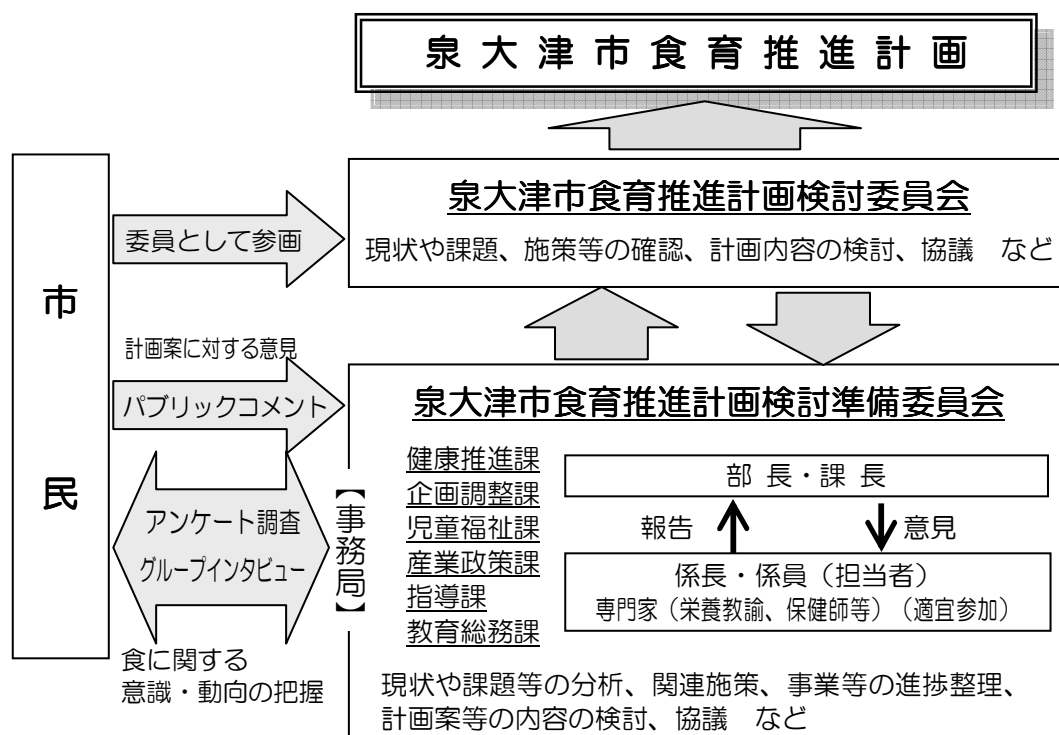 泉大津市食育推進計画
泉大津市食育推進計画検討委員会
現状や課題、施策等の確認、計画内容の検討、協議　など
市民
委員として参画
計画案に対する意見
パブリックコメント
アンケート調査
グループインタビュー
食に関する
意識・動向の把握
【事務局】
泉大津市食育推進計画検討準備委員会
健康推進課
企画調整課
児童福祉課
産業政策課
指導課
教育総務課
部長・課長
報告
意見
係長・係員（担当者）
専門家（栄養教諭、保健師等）（適宜参加）
現状や課題等の分析、関連施策、事業等の進捗整理、
計画案等の内容の検討、協議　など